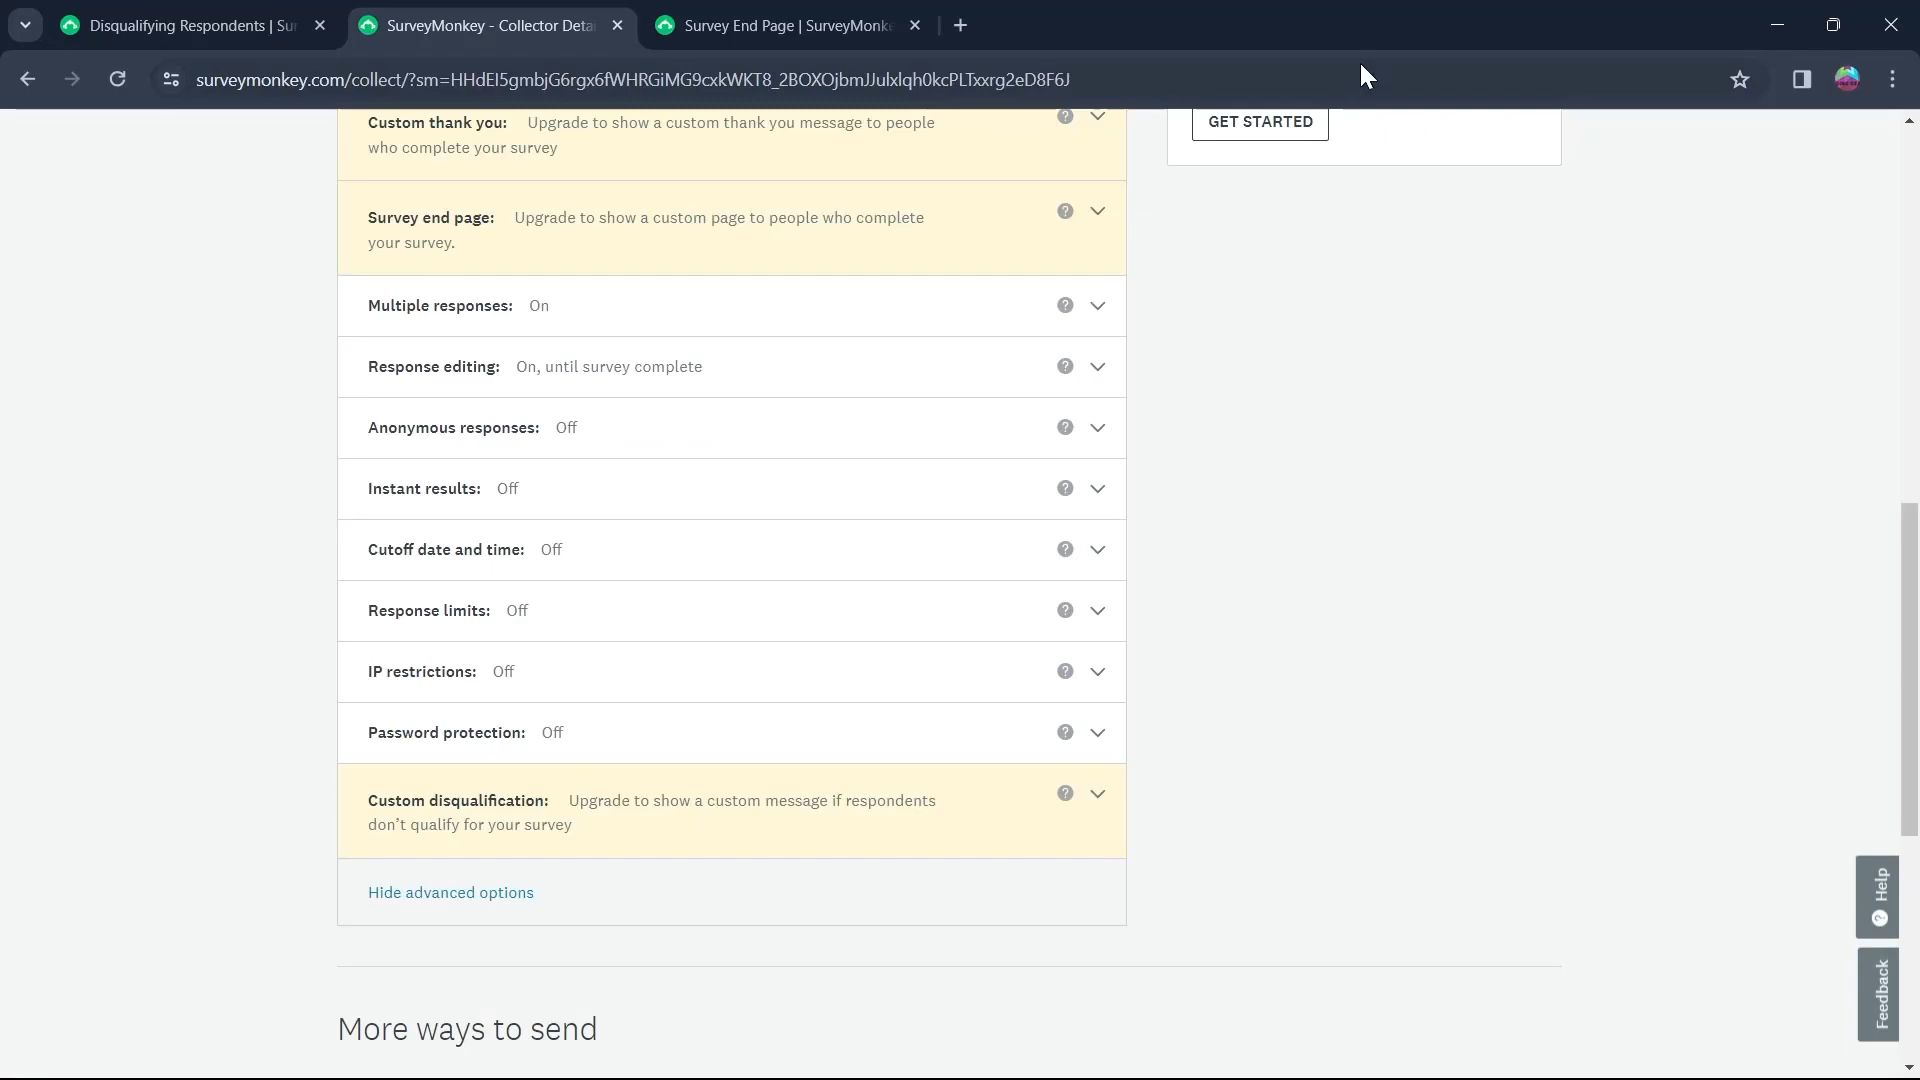 Disqualifying Respondents | Sur
SurveyMonkey - Collector Deta
Survey End Page | SurveyMonke
surveymonkey.com/collect/?sm=HHdEI5gmbjG6rgx6fWHRGiMG9cxkWKT8_2BOXOjbmJJulxlqh0kcPLTxxrg2eD8F6J
Custom thank you: Upgrade to show a custom thank you message to people
who complete your survey
GET STARTED
Survey end page: Upgrade to show a custom page to people who complete
your survey.
Multiple responses: On
Response editing: On, until survey complete
Anonymous responses: Off
Instant results: Off
Cutoff date and time: Off
Response limits: Off
IP restrictions: Off
Password protection: Off
Custom disqualification: Upgrade to show a custom message if respondents
don’t qualify for your survey
Hide advanced options
Help
Feedback
More ways to send